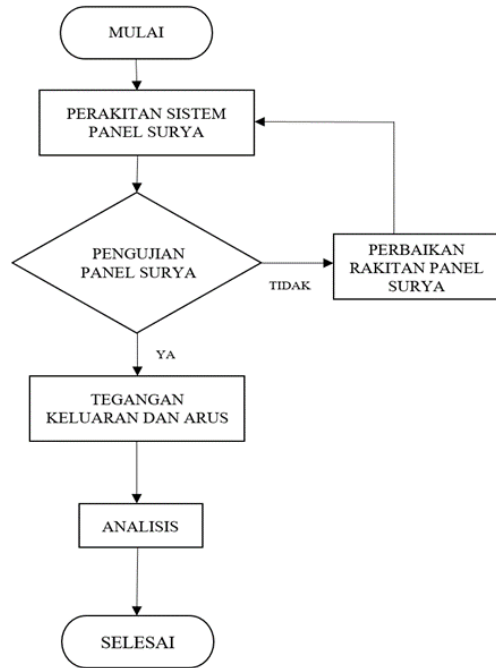 MULAI
PERAKITAN SISTEM
PANEL SURYA
PENGUJIAN
PANEL SURYA
TIDAK
PERBAIKAN
RAKITAN PANEL
SURYA
YA
TEGANGAN
KELUARAN DAN ARUS
ANALISIS
SELESAI